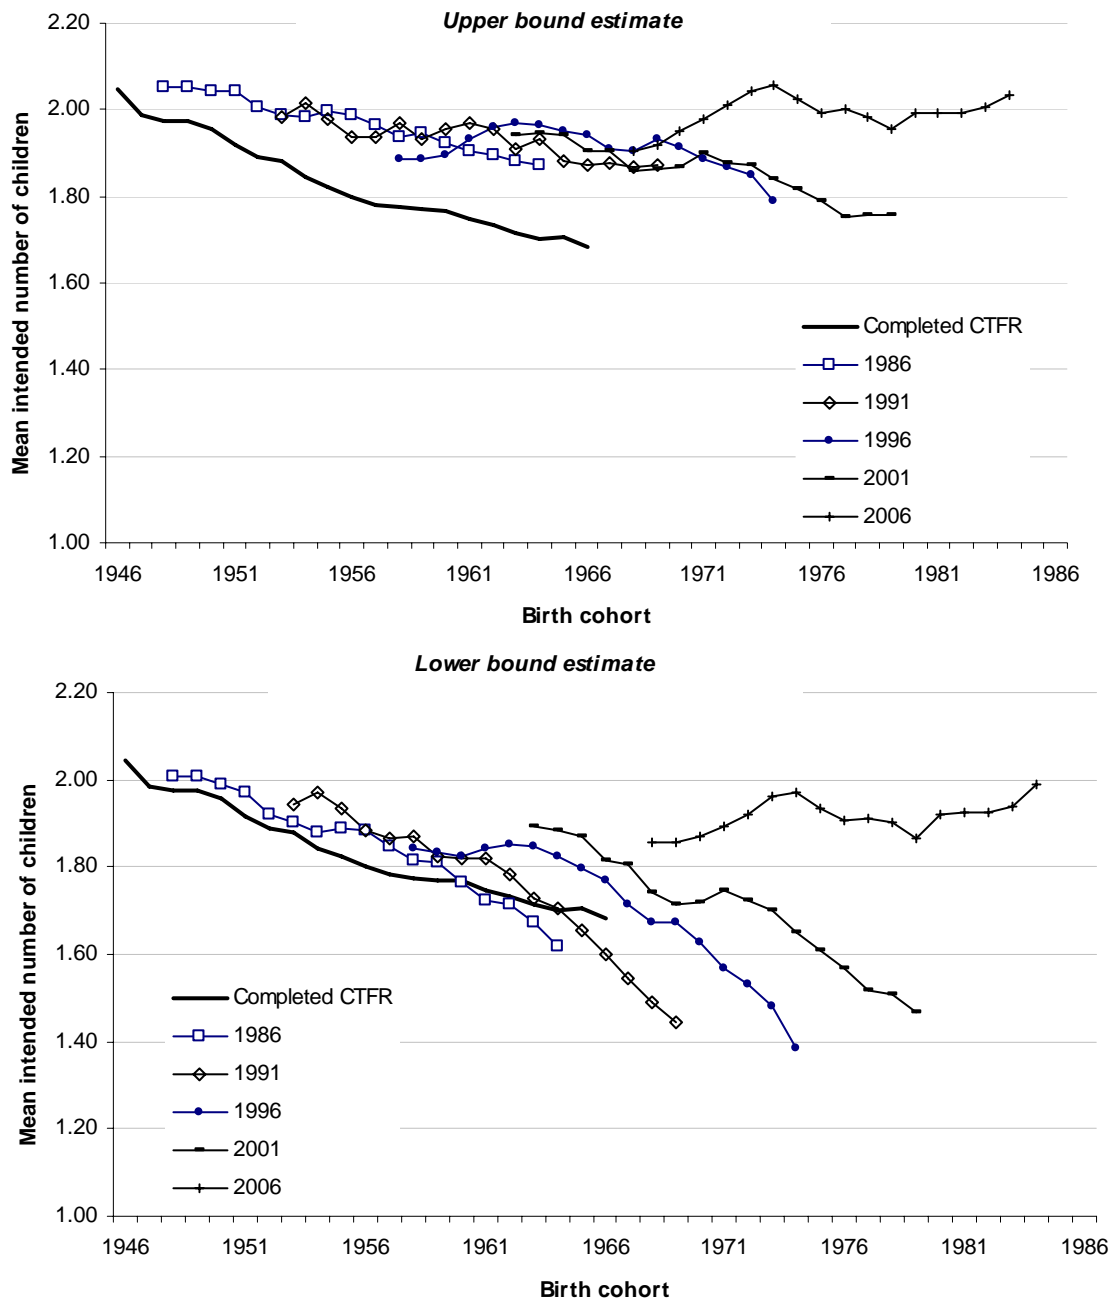 Upper bound estimate
2.20
2.00
1.80
1.60
1.40
1.20
1.00
Mean intended number of children
Completed CTFR
1986
1991
1996
2001
2006
1946 1951 1956 1961 1966 1971 1976 1981 1986
Birth cohort
Lower bound estimate
2.20
2.00
1.80
1.60
1.40
1.20
1.00
Mean intended number of children
Completed CTFR
1986
1991
1996
2001
2006
1946 1951 1956 1961 1966 1971 1976 1981 1986
Birth cohort